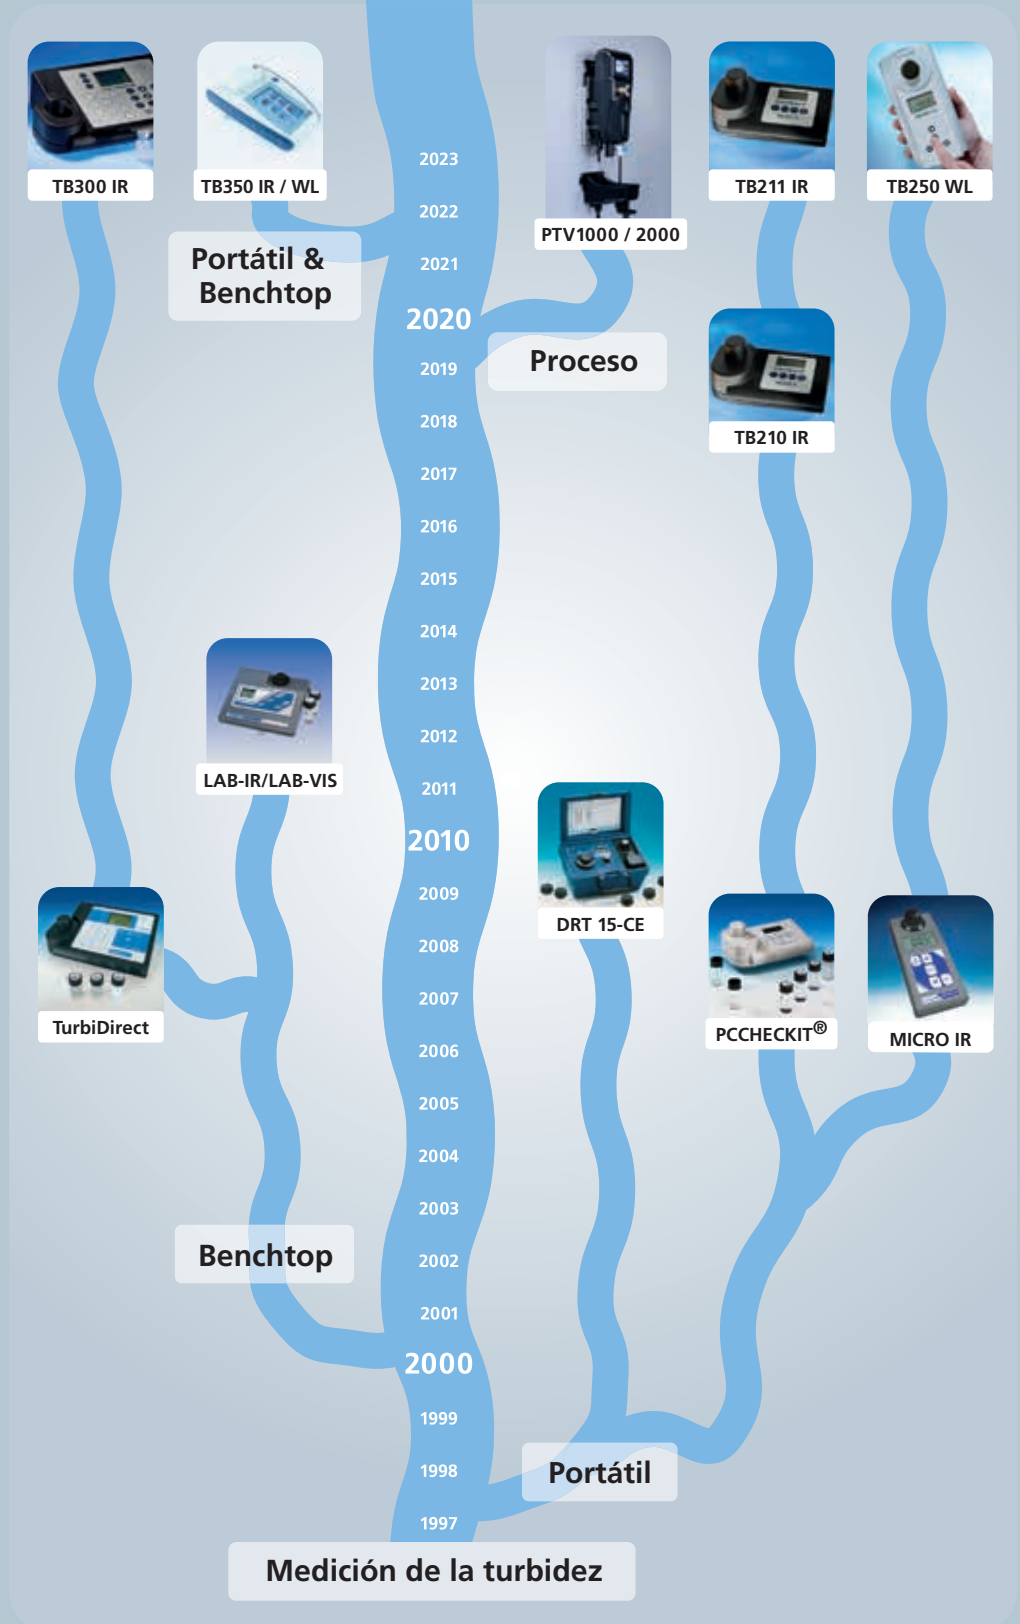 TB300 IR
TB350 IR / WL
PTV1000 / 2000
TB211 IR
TB250 WL
2023
2022
2021
2020
2019
2018
2017
2016
2015
2014
2013
2012
2011
2010
2009
2008
2007
2006
2005
2004
2003
2002
2001
2000
1999
1998
1997
Portátil &
Benchtop
Proceso
TB210 IR
LAB-IR/LAB-VIS
DRT 15-CE
TurbiDirect
PCCHECKIT®
MICRO IR
Benchtop
Portátil
Medición de la turbidez